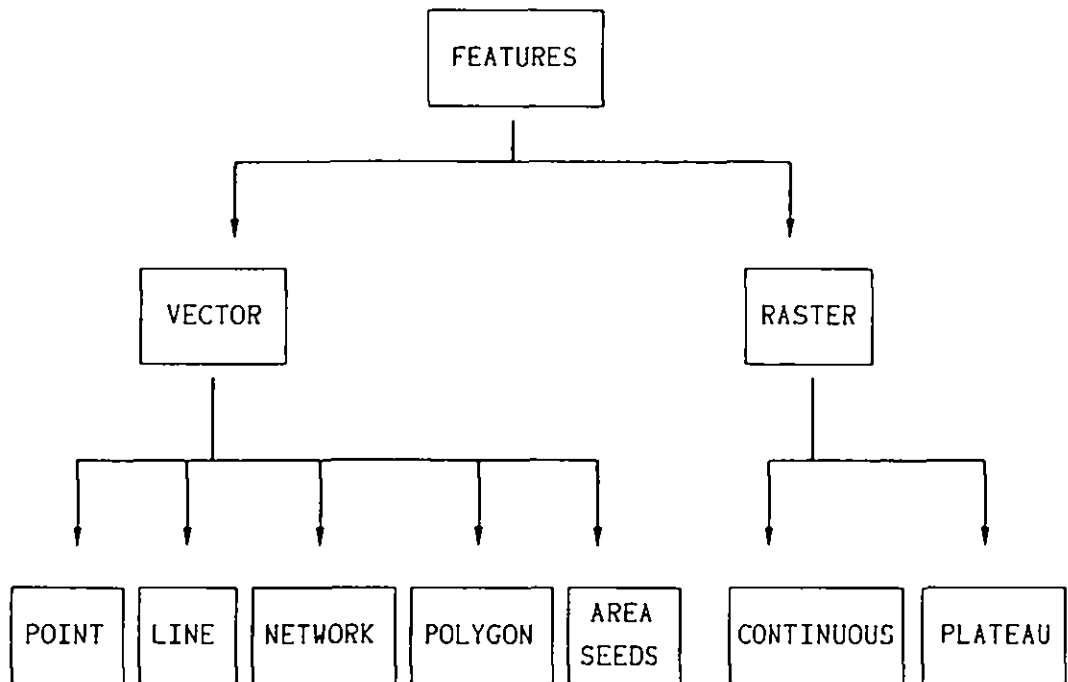 FEATURES
VECTOR
RASTER
POINT
LINE
NETWORK
POLYGON
AREA
SEEDS
CONTINUOUS
PLATEAU